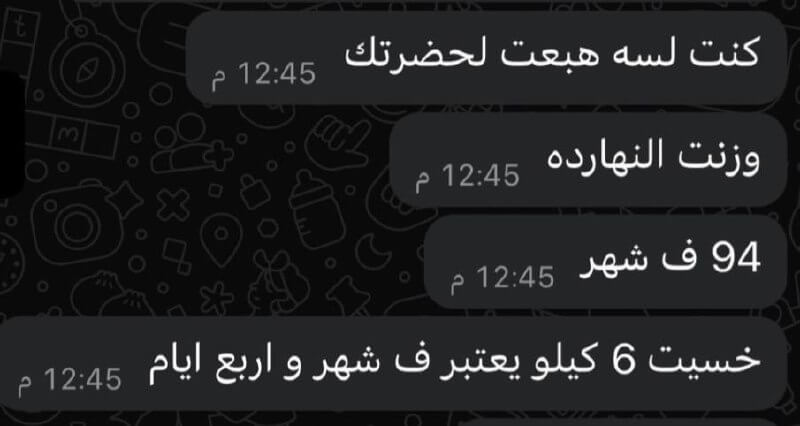 كنت لسه هبعت لحضرتك
12:45 م
وزنت النهارده
12:45 م
94 ف شهر
12:45 م
خسيت 6 كيلو يعتبر ف شهر و اربع ايام
12:45 م